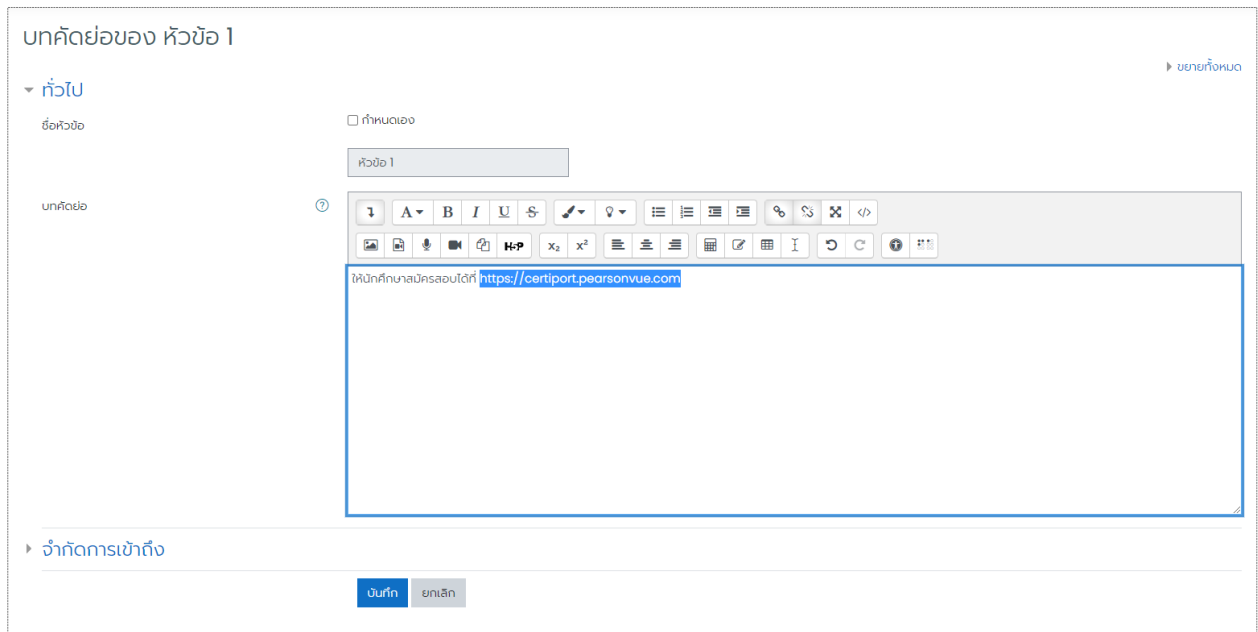 บทคัดย่อของ หัวข้อ 1
ขยายทั้งหมด
ทั่วไป
ชื่อหัวข้อ
กำหนดเอง
หัวข้อ 1
บทคัดย่อ
A B I U S
H-P X₂ X²
ให้นักศึกษาสมัครสอบได้ที่ https://certiport.pearsonvue.com
จำกัดการเข้าถึง
บันทึก ยกเลิก